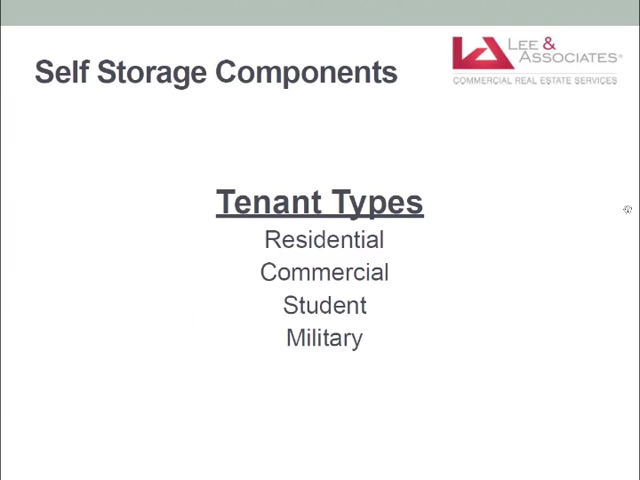 Self Storage Components
LEE &
ASSOCIATES®
COMMERCIAL REAL ESTATE SERVICES
Tenant Types
Residential
Commercial
Student
Military